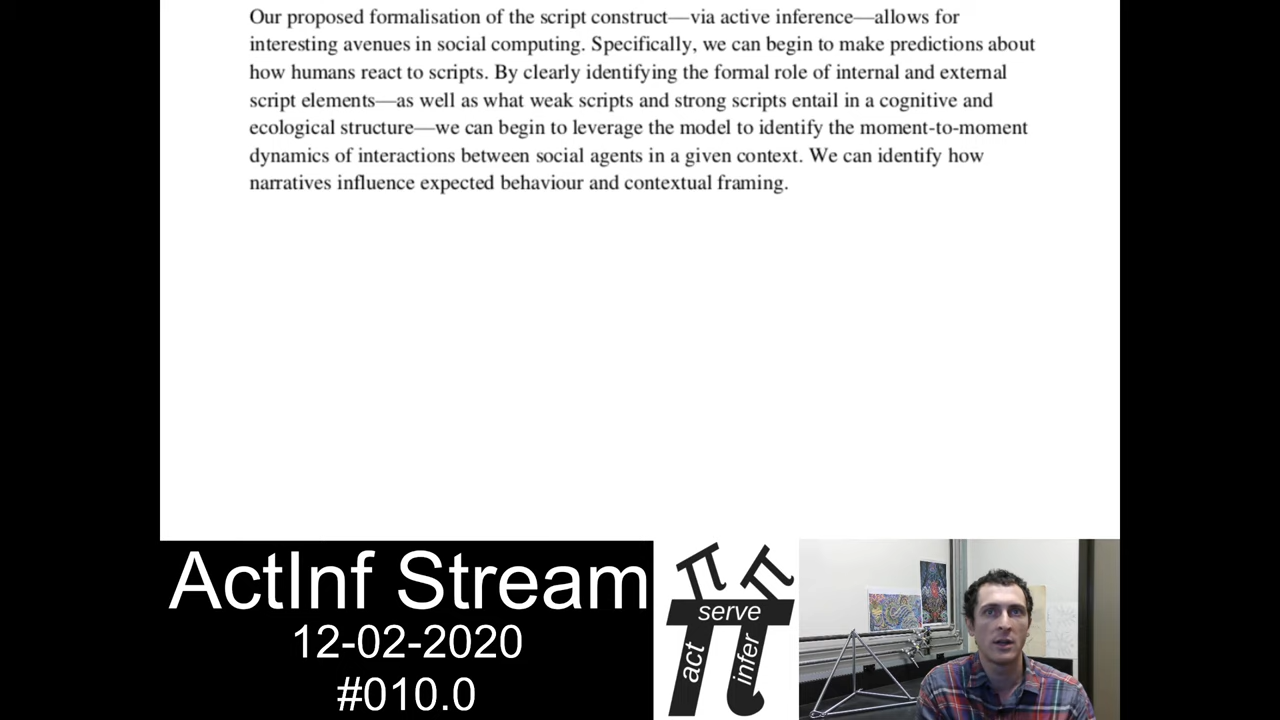 Our proposed formalisation of the script construct—via active inference—allows for
interesting avenues in social computing. Specifically, we can begin to make predictions about
how humans react to scripts. By clearly identifying the formal role of internal and external
script elements—as well as what weak scripts and strong scripts entail in a cognitive and
ecological structure—we can begin to leverage the model to identify the moment-to-moment
dynamics of interactions between social agents in a given context. We can identify how
narratives influence expected behaviour and contextual framing.
ActInf Stream
12-02-2020
#010.0
π π
serve
π
act
infer